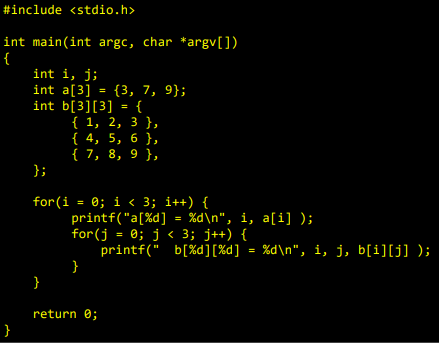 #include <stdio.h>
int main(int argc, char *argv[])
{
int i, j;
int a[3] = {3, 7, 9};
int b[3][3] = {
{ 1, 2, 3 },
{ 4, 5, 6 },
{ 7, 8, 9 },
};
for(i = 0; i < 3; i++) {
printf("a[%d] = %d\n", i, a[i] );
for(j = 0; j < 3; j++) {
printf("  b[%d][%d] = %d\n", i, j, b[i][j] );
}
}
return 0;
}